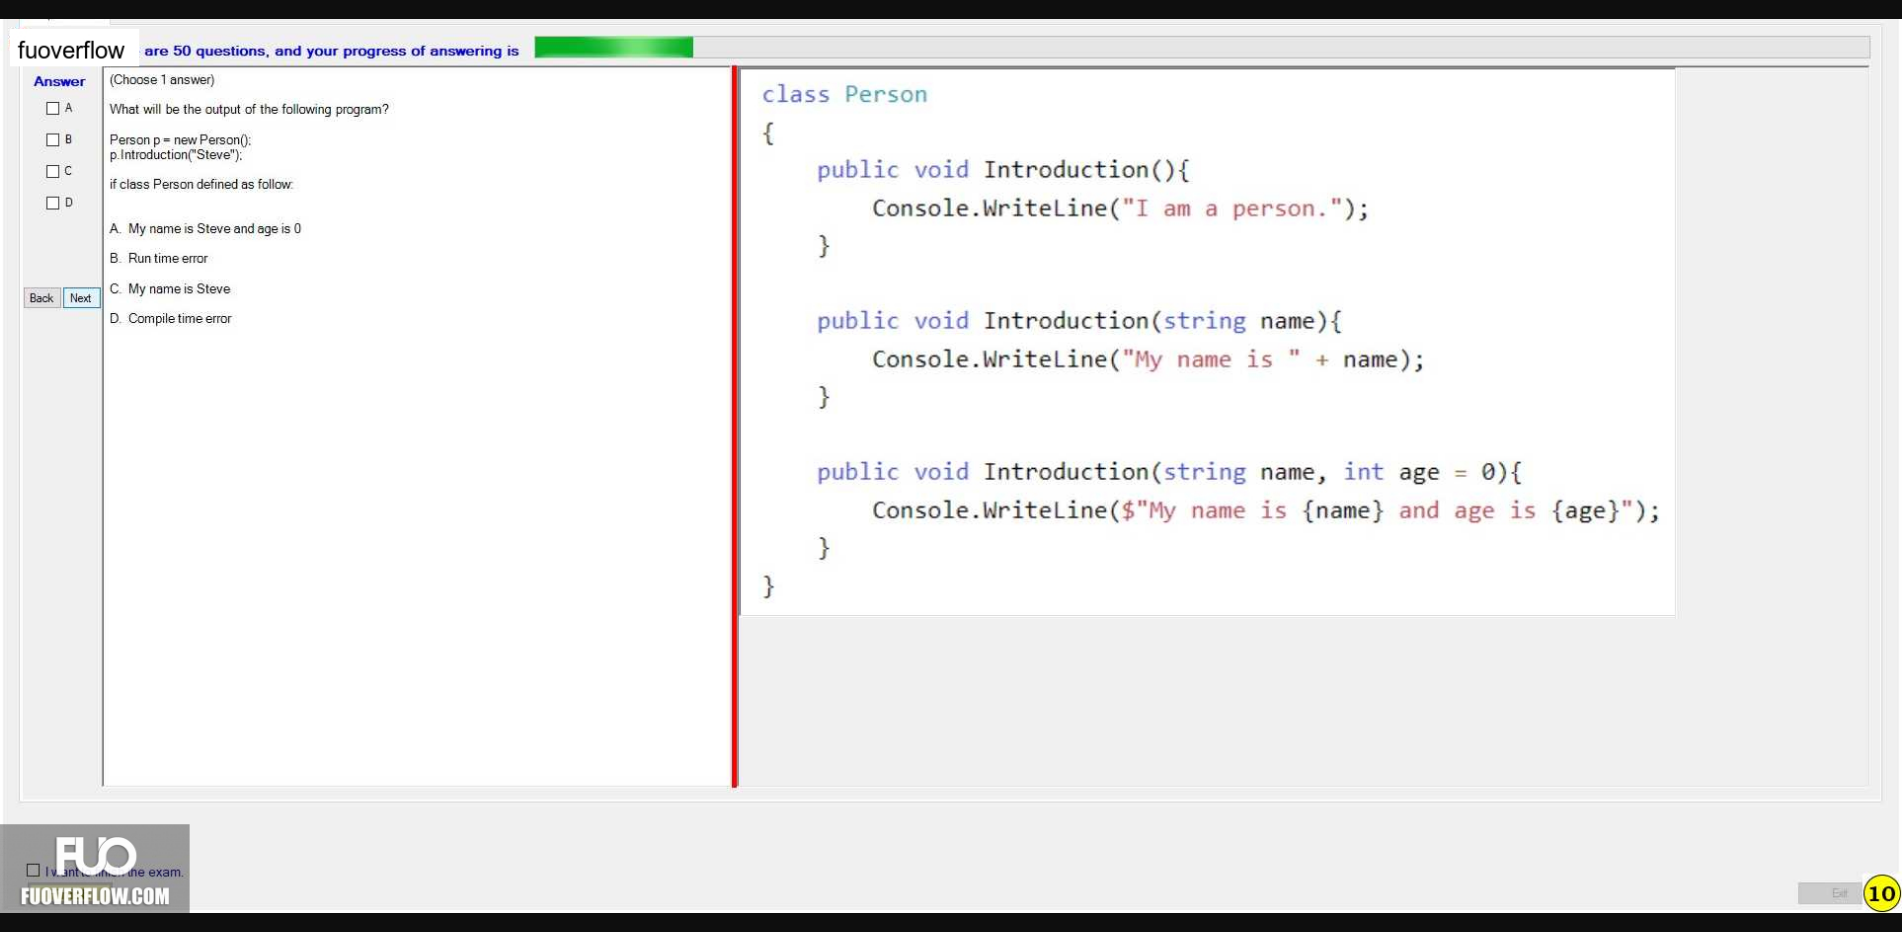 fuoverflow are 50 questions, and your progress of answering is
Answer
A
B
C
D
Back Next
(Choose 1 answer)
What will be the output of the following program?
Person p = new Person();
p.Introduction("Steve");
if class Person defined as follow:
A. My name is Steve and age is 0
B. Run time error
C. My name is Steve
D. Compile time error
class Person
{
public void Introduction(){
Console.WriteLine("I am a person.");
}
public void Introduction(string name){
Console.WriteLine("My name is " + name);
}
public void Introduction(string name, int age = 0){
Console.WriteLine($"My name is {name} and age is {age}");
}
}
FUO
I want the exam.
FUOVERFLOW.COM
Exit
10